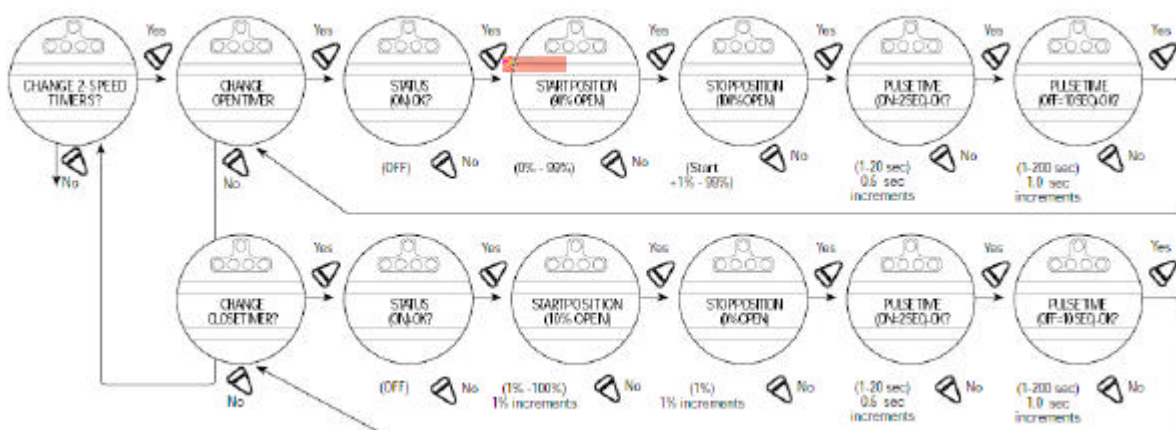 Yes
Yes
Yes
Yes
Yes
Yes
Yes
CHANGE 2-SPEED
TIMERS?
CHANGE
OPEN TIMER
STATUS
(ON)-OK?
START POSITION
(90% OPEN)
STOP POSITION
(100% OPEN)
PULSE TIME
(ON=2SEC)-OK?
PULSE TIME
(OFF=10SEC)-OK?
No
No
(OFF)
No
(0% - 99%)
No
(Start
+1% - 99%)
No
(1-20 sec)
0.5 sec
increments
No
(1-200 sec)
1.0 sec
increments
No
Yes
Yes
Yes
Yes
Yes
Yes
CHANGE
CLOSE TIMER?
STATUS
(ON)-OK?
START POSITION
(10% OPEN)
STOP POSITION
(0% OPEN)
PULSE TIME
(ON=2SEC)-OK?
PULSE TIME
(OFF=10SEC)-OK?
No
(OFF)
No
(1% -100%)
1% increments
No
(1%)
1% increments
No
(1-20 sec)
0.5 sec
increments
No
(1-200 sec)
1.0 sec
increments
No